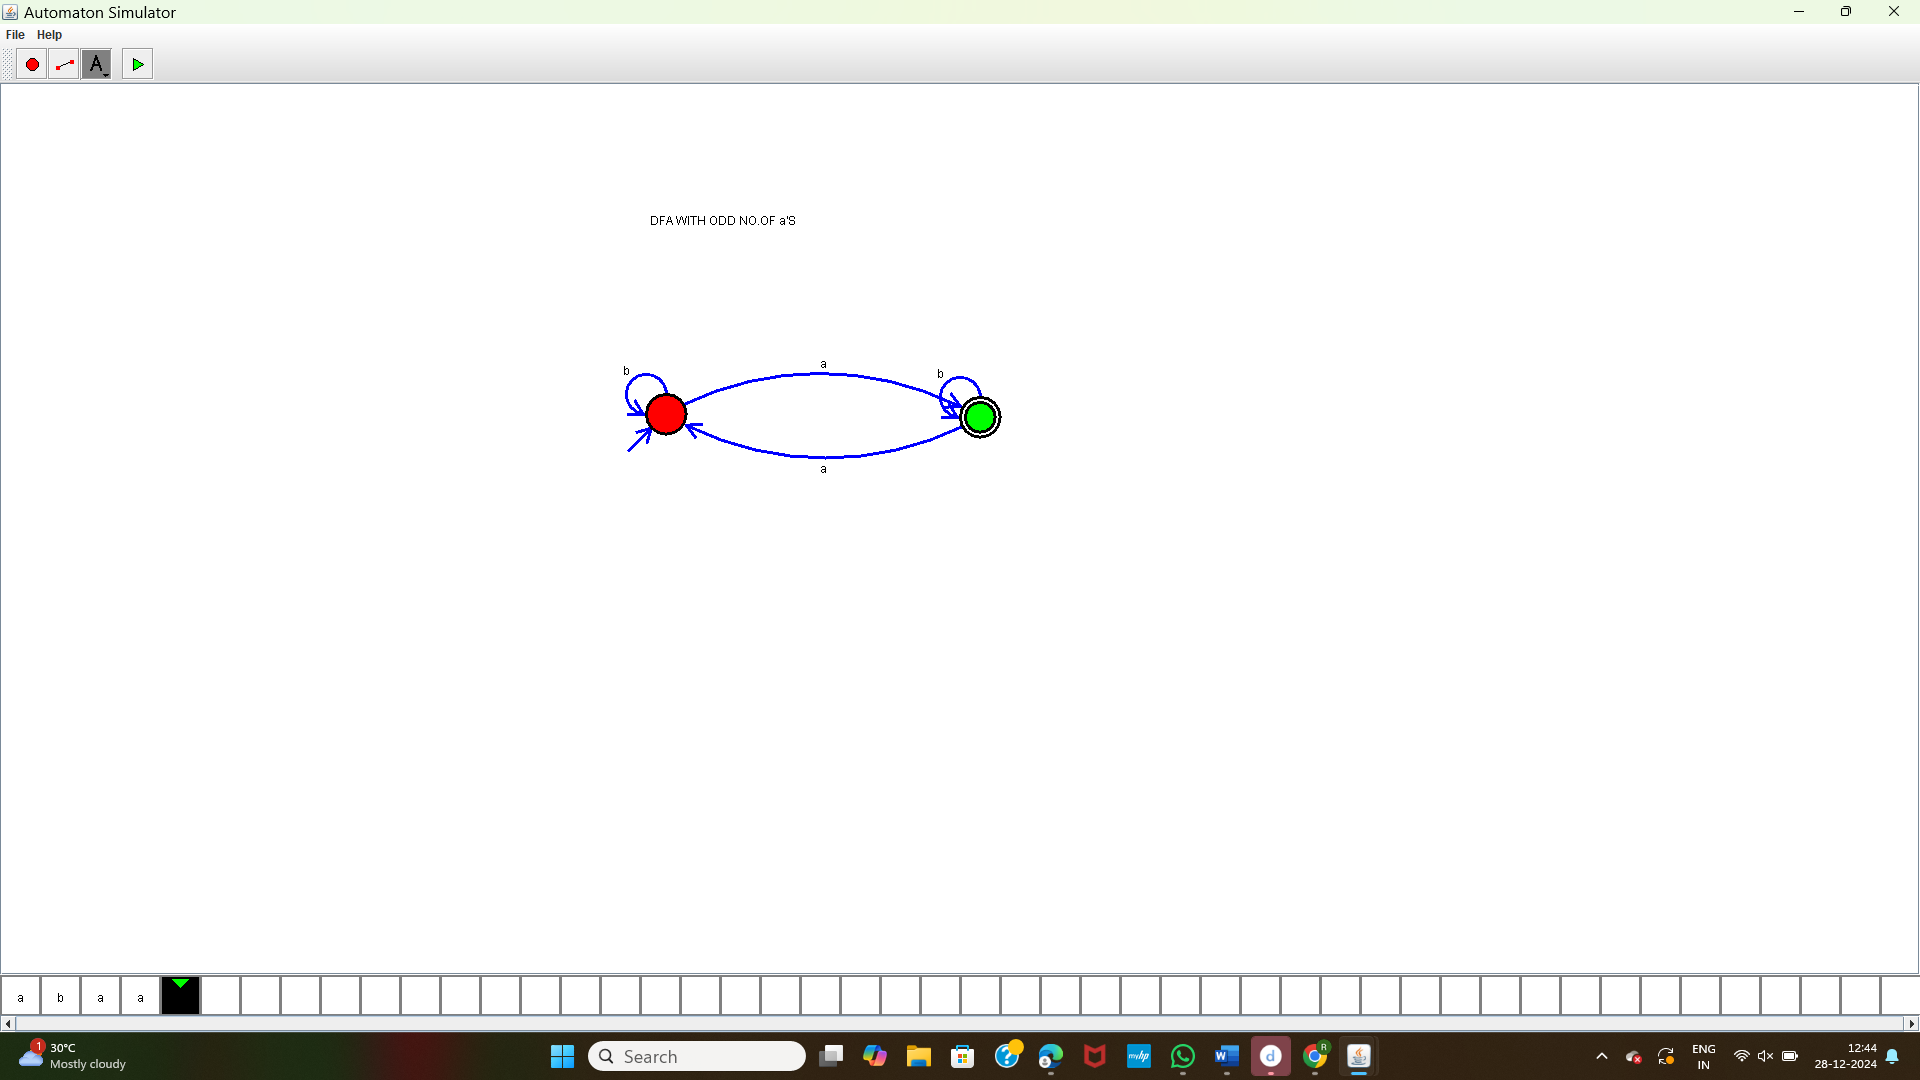 Automaton Simulator
File Help
A
DFA WITH ODD NO.OF a'S
b
a
b
a
a b a a
1
30°C
Mostly cloudy
Search
myhp
W
d
R
ENG
IN
12:44
28-12-2024